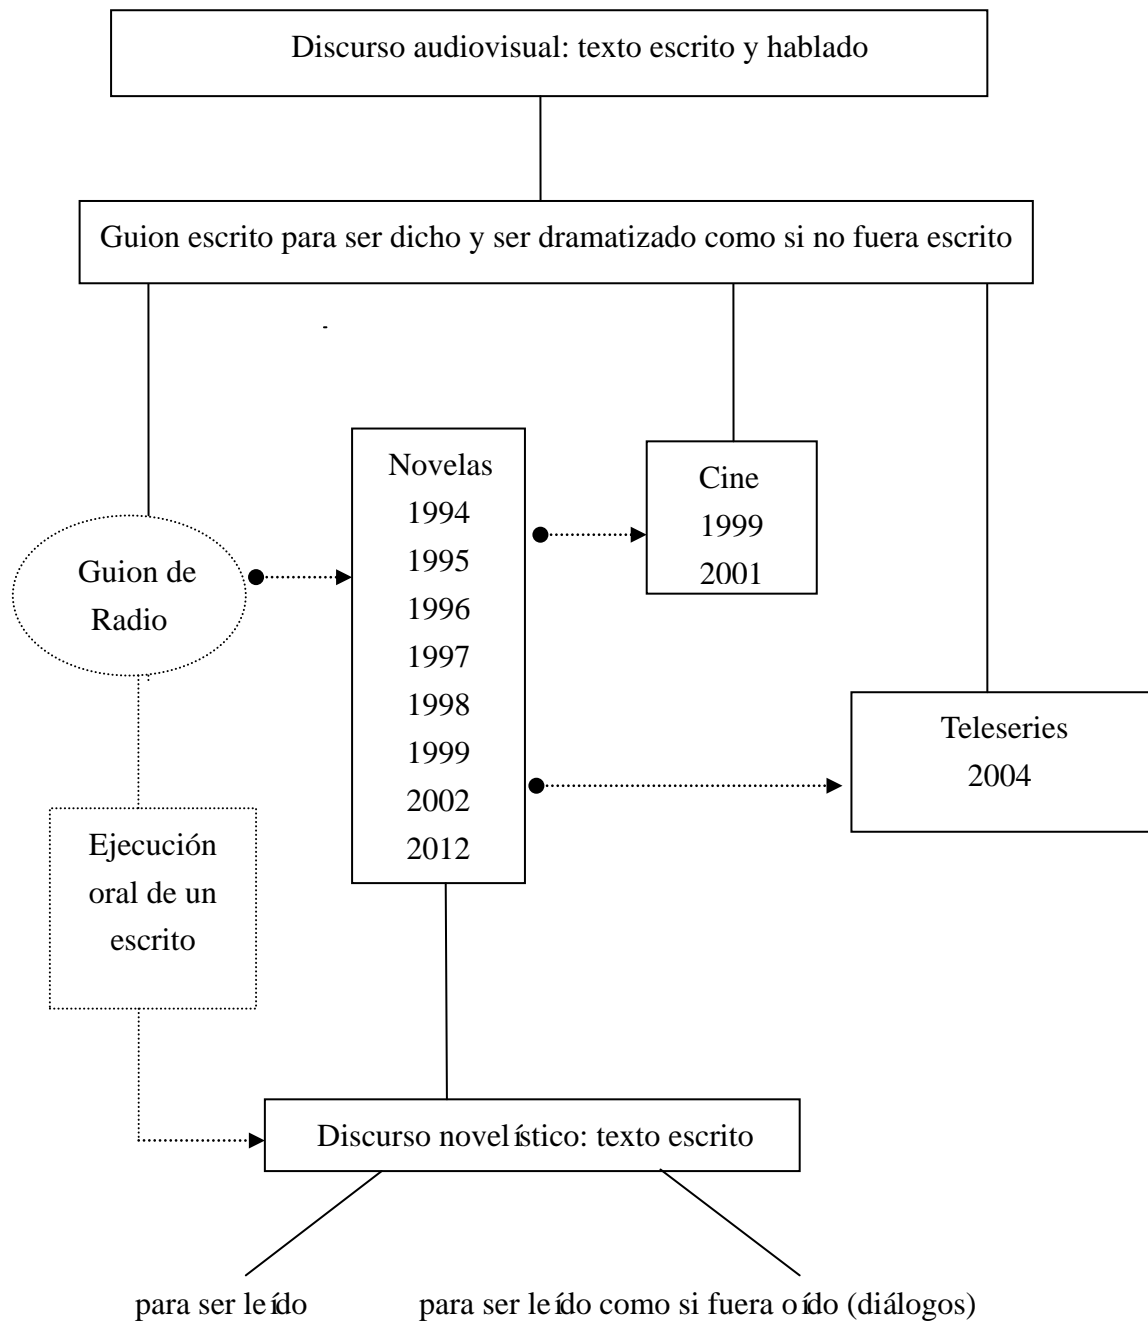 Discurso audiovisual: texto escrito y hablado
Guion escrito para ser dicho y ser dramatizado como si no fuera escrito
Guion de
Radio
Novelas
1994
1995
1996
1997
1998
1999
2002
2012
Cine
1999
2001
Teleseries
2004
Ejecución
oral de un
escrito
Discurso novelístico: texto escrito
para ser leído
para ser leído como si fuera oído (diálogos)